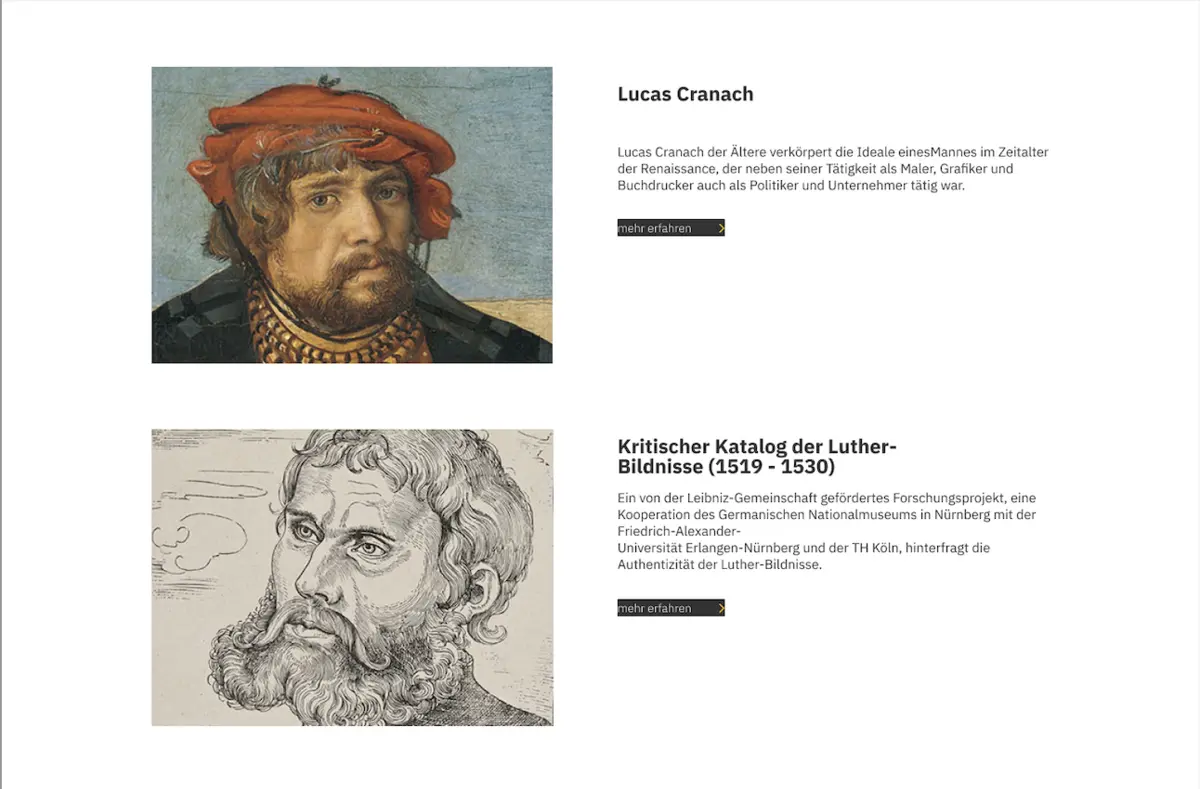 Lucas Cranach
Lucas Cranach der Ältere verkörpert die Ideale einesMannes im Zeitalter
der Renaissance, der neben seiner Tätigkeit als Maler, Grafiker und
Buchdrucker auch als Politiker und Unternehmer tätig war.
mehr erfahren
Kritischer Katalog der Luther-
Bildnisse (1519 - 1530)
Ein von der Leibniz-Gemeinschaft gefördertes Forschungsprojekt, eine
Kooperation des Germanischen Nationalmuseums in Nürnberg mit der
Friedrich-Alexander-
Universität Erlangen-Nürnberg und der TH Köln, hinterfragt die
Authentizität der Luther-Bildnisse.
mehr erfahren